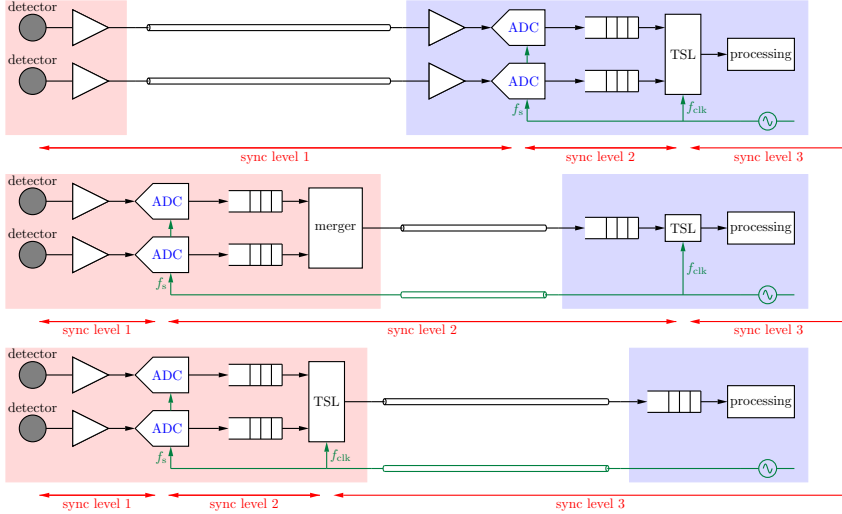 detector
ADC
TSL
processing
detector
ADC
fs
fclk
sync level 1
sync level 2
sync level 3
detector
ADC
merger
TSL
processing
detector
ADC
fs
fclk
sync level 1
sync level 2
sync level 3
detector
ADC
TSL
processing
detector
ADC
fs
fclk
sync level 1
sync level 2
sync level 3